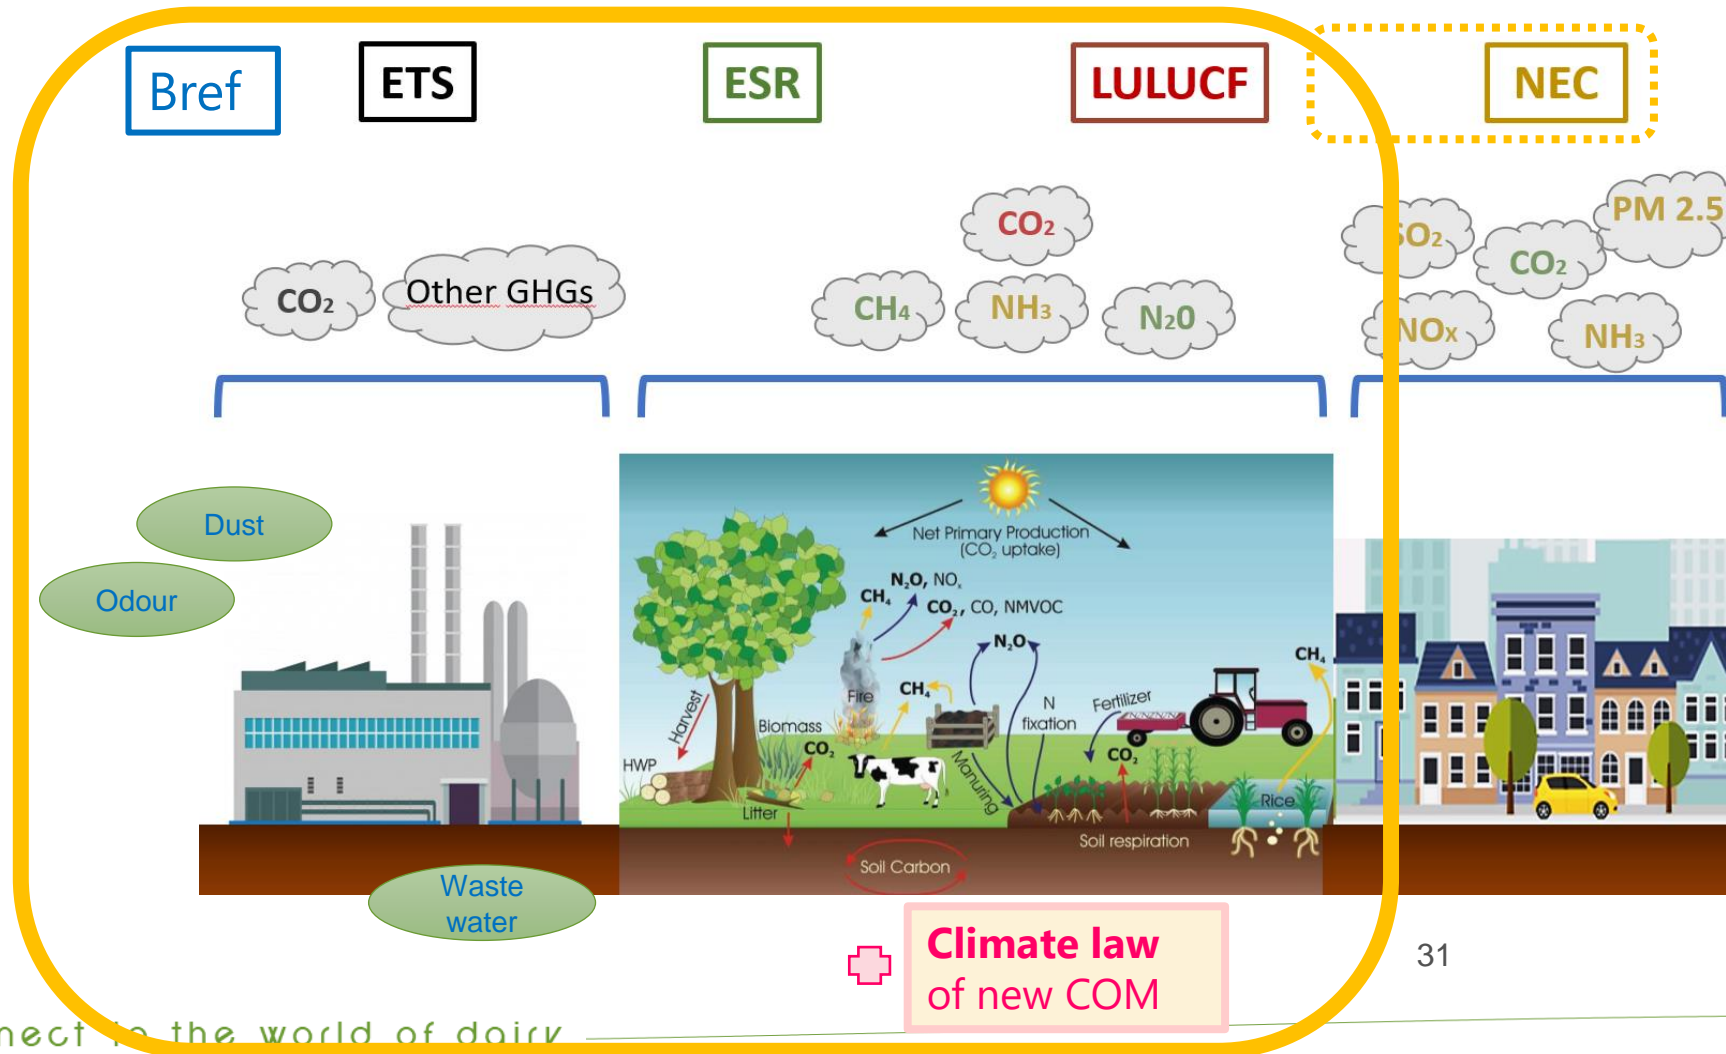 Bref
ETS
ESR
LULUCF
NEC
CO2
Other GHGs
CO2
CH4
NH3
N20
SO2
CO2
PM 2.5
NOx
NH3
Dust
Odour
Waste
water
Net Primary Production
(CO2 uptake)
N2O, NOx
CH4
CO2, CO, NMVOC
N2O
CH4
Fire
CH4
Harvest
Biomass
CO2
HWP
Litter
Manuring
N
fixation
Fertilizer
CO2
Rice
Soil respiration
Soil Carbon
Climate law
of new COM
31
the world of dairy